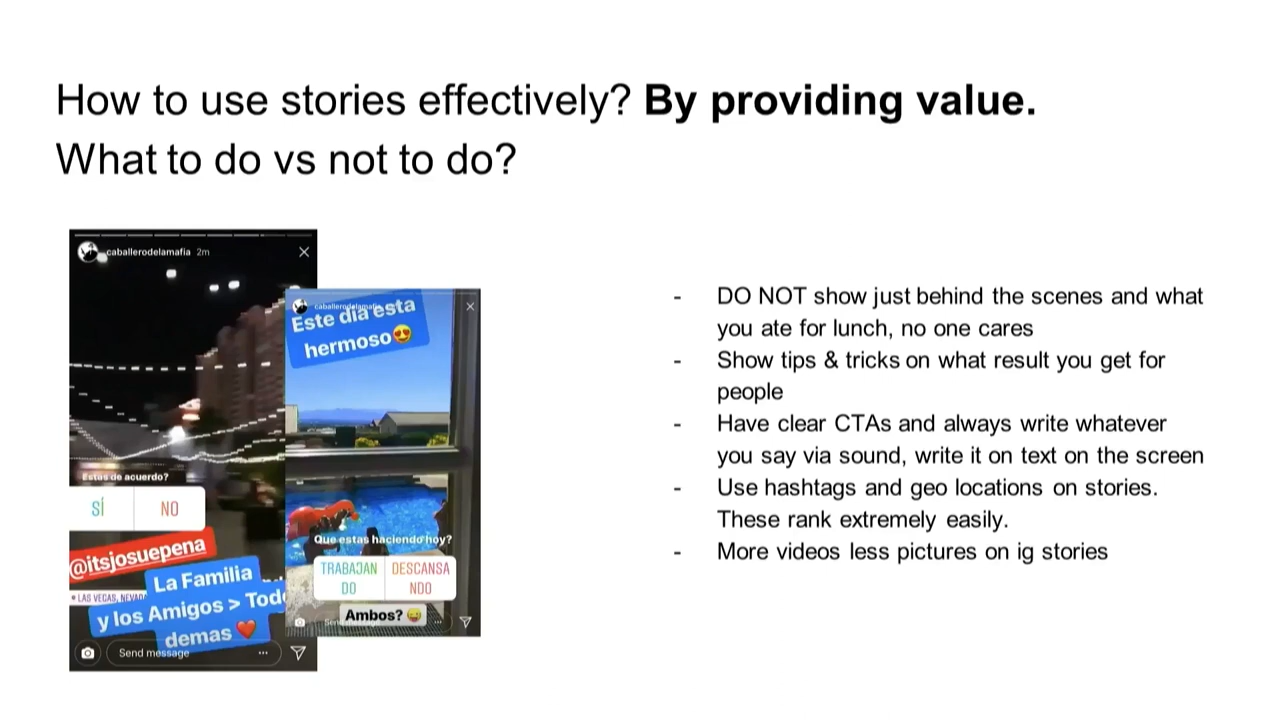 How to use stories effectively? By providing value.
What to do vs not to do?
caballerodelamafia 2m
Estas de acuerdo?
SÍ NO
@itsjosuepena
LAS VEGAS, NEVADA
La Familia
y los Amigos > Tod
demas
Send message
caballerodelamafia
Este dia esta
hermoso
Que estas haciendo hoy?
TRABAJAN DESCANSA
DO NDO
Ambos?
- DO NOT show just behind the scenes and what
you ate for lunch, no one cares
- Show tips & tricks on what result you get for
people
- Have clear CTAs and always write whatever
you say via sound, write it on text on the screen
- Use hashtags and geo locations on stories.
These rank extremely easily.
- More videos less pictures on ig stories